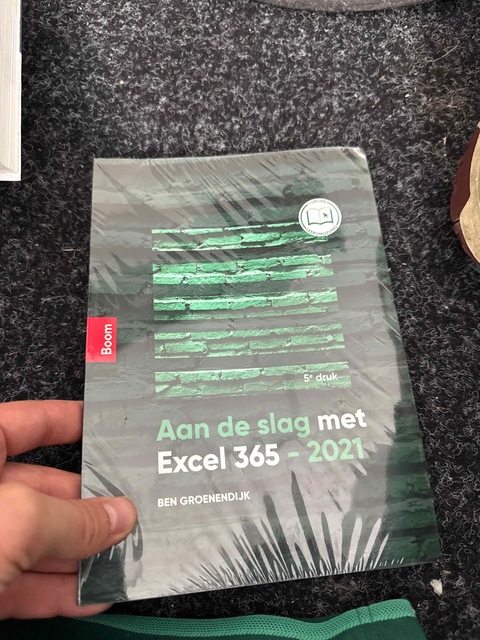 Boom
5e druk
Aan de slag met
Excel 365 - 2021
BEN GROENENDIJK